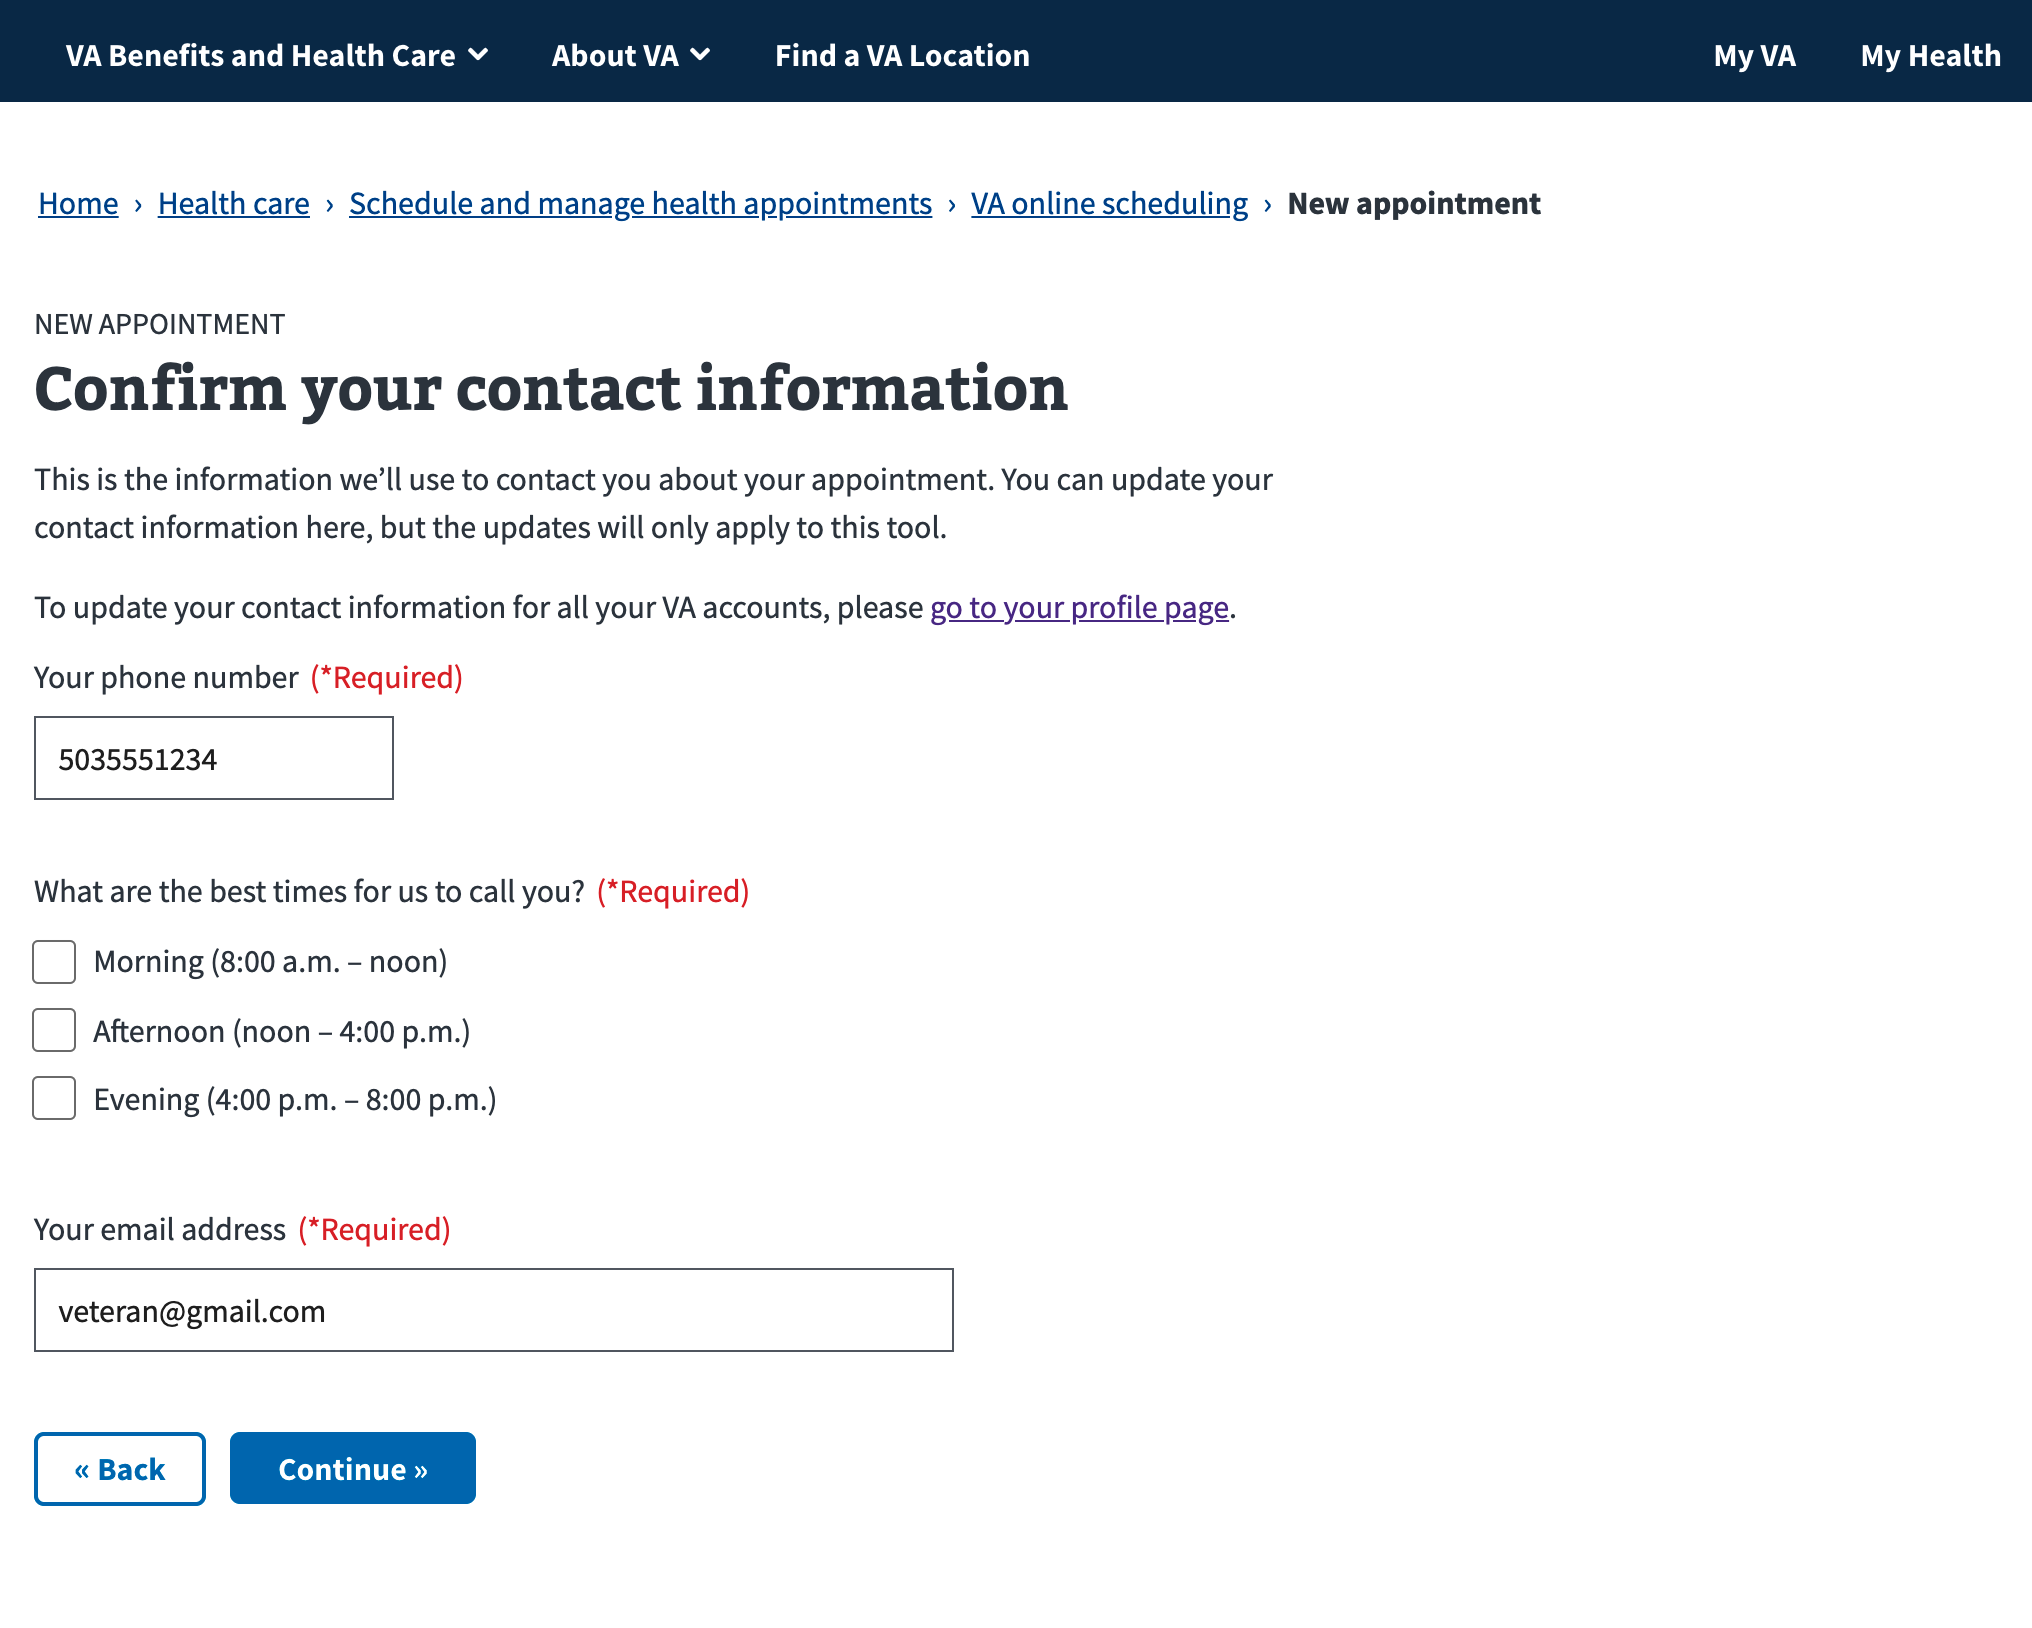 VA Benefits and Health Care About VA Find a VA Location My VA My Health
Home › Health care › Schedule and manage health appointments › VA online scheduling › New appointment
NEW APPOINTMENT
Confirm your contact information
This is the information we’ll use to contact you about your appointment. You can update your
contact information here, but the updates will only apply to this tool.
To update your contact information for all your VA accounts, please go to your profile page.
Your phone number (*Required)
5035551234
What are the best times for us to call you? (*Required)
Morning (8:00 a.m. – noon)
Afternoon (noon – 4:00 p.m.)
Evening (4:00 p.m. – 8:00 p.m.)
Your email address (*Required)
veteran@gmail.com
« Back Continue »